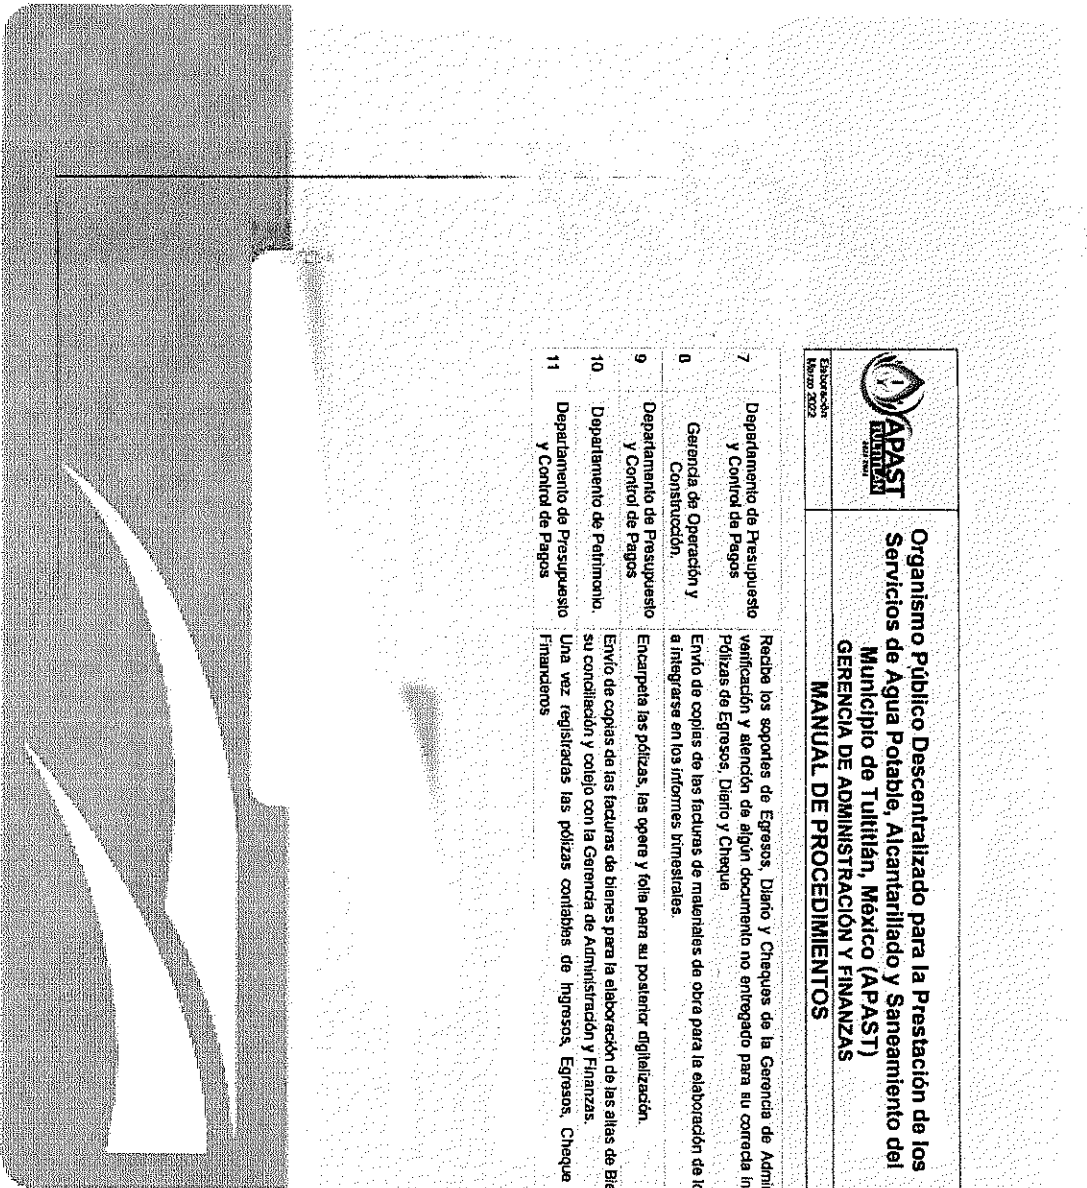 APAST
TULTITLÁN
Organismo Público Descentralizado para la Prestación de los
Servicios de Agua Potable, Alcantarillado y Saneamiento del
Municipio de Tultitlán, México (APAST)
GERENCIA DE ADMINISTRACIÓN Y FINANZAS
Elaboración:
Marzo 2022
MANUAL DE PROCEDIMIENTOS
7 Departamento de Presupuesto y Control de Pagos
Recibe los soportes de Egresos, Diario y Cheques de la Gerencia de Admi
verificación y atención de algún documento no entregado para su correcta in
Pólizas de Egresos, Diario y Cheque
8 Gerencia de Operación y Construcción.
Envío de copias de las facturas de materiales de obra para la elaboración de lo
a integrarse en los informes trimestrales.
9 Departamento de Presupuesto y Control de Pagos
Encarpeta las pólizas, las opera y folia para su posterior digitalización.
10 Departamento de Patrimonio.
Envío de copias de las facturas de bienes para la elaboración de las altas de Bie
su conciliación y cotejo con la Gerencia de Administración y Finanzas.
11 Departamento de Presupuesto y Control de Pagos
Una vez registradas las pólizas contables de Ingresos, Egresos, Cheque
Financieros